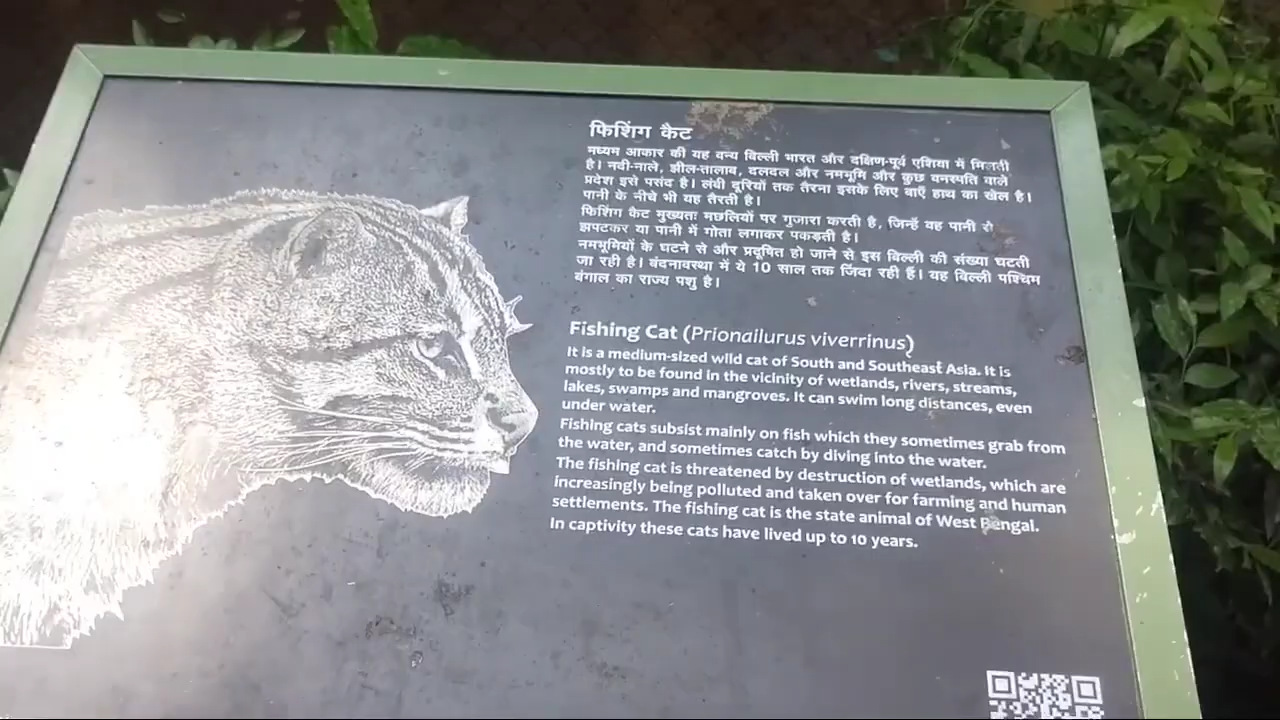 फिशिंग कैट
मध्यम आकार की यह वन्य बिल्ली भारत और दक्षिण-पूर्व एशिया में मिलती
है। नदी-नाले, झील-तालाब, दलदल और नमभूमि और कुछ वनस्पति वाले
प्रदेश इसे पसंद है। लंबी दूरियों तक तैरना इसके लिए बाएँ हाथ का खेल है।
पानी के नीचे भी यह तैरती है।
फिशिंग कैट मुख्यतः मछलियों पर गुजारा करती है, जिन्हें यह पानी से
झपटकर या पानी में गोता लगाकर पकड़ती है।
नमभूमियों के घटने से और प्रदूषित हो जाने से इस बिल्ली की संख्या घटती
जा रही है। बंदनावस्था में ये 10 साल तक जिंदा रही हैं। यह बिल्ली पश्चिम
बंगाल का राज्य पशु है।
Fishing Cat (Prionailurus viverrinus)
It is a medium-sized wild cat of South and Southeast Asia. It is
mostly to be found in the vicinity of wetlands, rivers, streams,
lakes, swamps and mangroves. It can swim long distances, even
under water.
Fishing cats subsist mainly on fish which they sometimes grab from
the water, and sometimes catch by diving into the water.
The fishing cat is threatened by destruction of wetlands, which are
increasingly being polluted and taken over for farming and human
settlements. The fishing cat is the state animal of West Bengal.
In captivity these cats have lived up to 10 years.